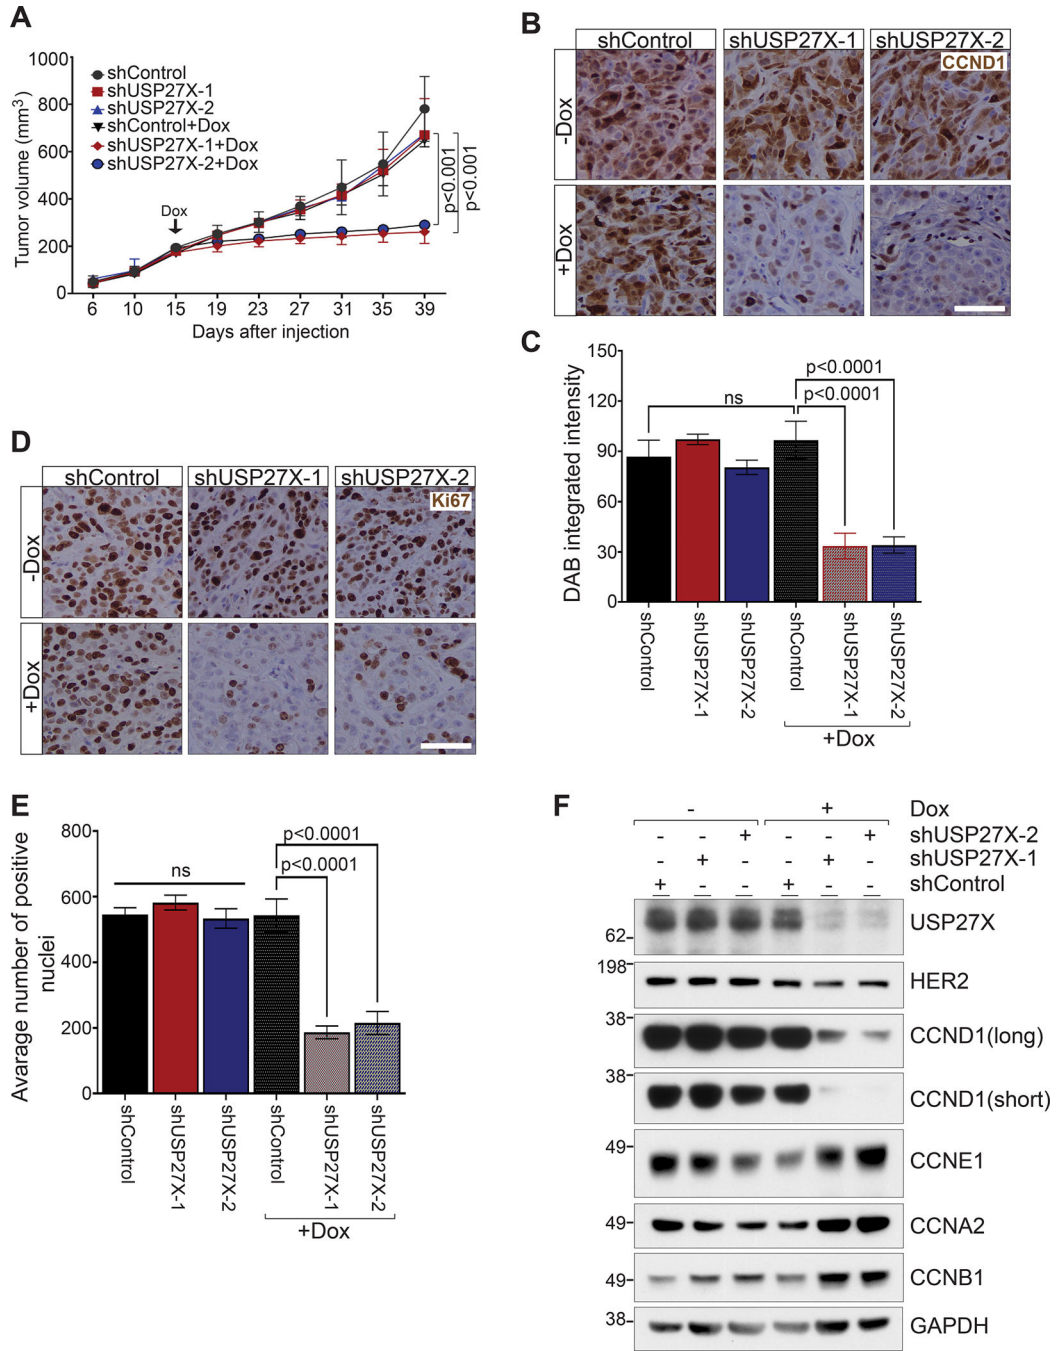 A
1000
800
600
400
200
0
Tumor volume (mm³)
shControl
shUSP27X-1
shUSP27X-2
shControl+Dox
shUSP27X-1+Dox
shUSP27X-2+Dox
Dox
p<0.001
p<0.001
6 10 15 19 23 27 31 35 39
Days after injection
B
shControl shUSP27X-1 shUSP27X-2
CCND1
-Dox
+Dox
C
150
120
90
60
30
0
DAB integrated intensity
ns
p<0.0001
p<0.0001
shControl
shUSP27X-1
shUSP27X-2
shControl
shUSP27X-1
shUSP27X-2
+Dox
D
shControl shUSP27X-1 shUSP27X-2
Ki67
-Dox
+Dox
E
800
600
400
200
0
Avarage number of positive
nuclei
ns
p<0.0001
p<0.0001
shControl
shUSP27X-1
shUSP27X-2
shControl
shUSP27X-1
shUSP27X-2
+Dox
F
- + Dox
- - + - - + shUSP27X-2
- + - - + - shUSP27X-1
+ - - + - - shControl
62 USP27X
198 HER2
38 CCND1(long)
38 CCND1(short)
49 CCNE1
49 CCNA2
49 CCNB1
38 GAPDH